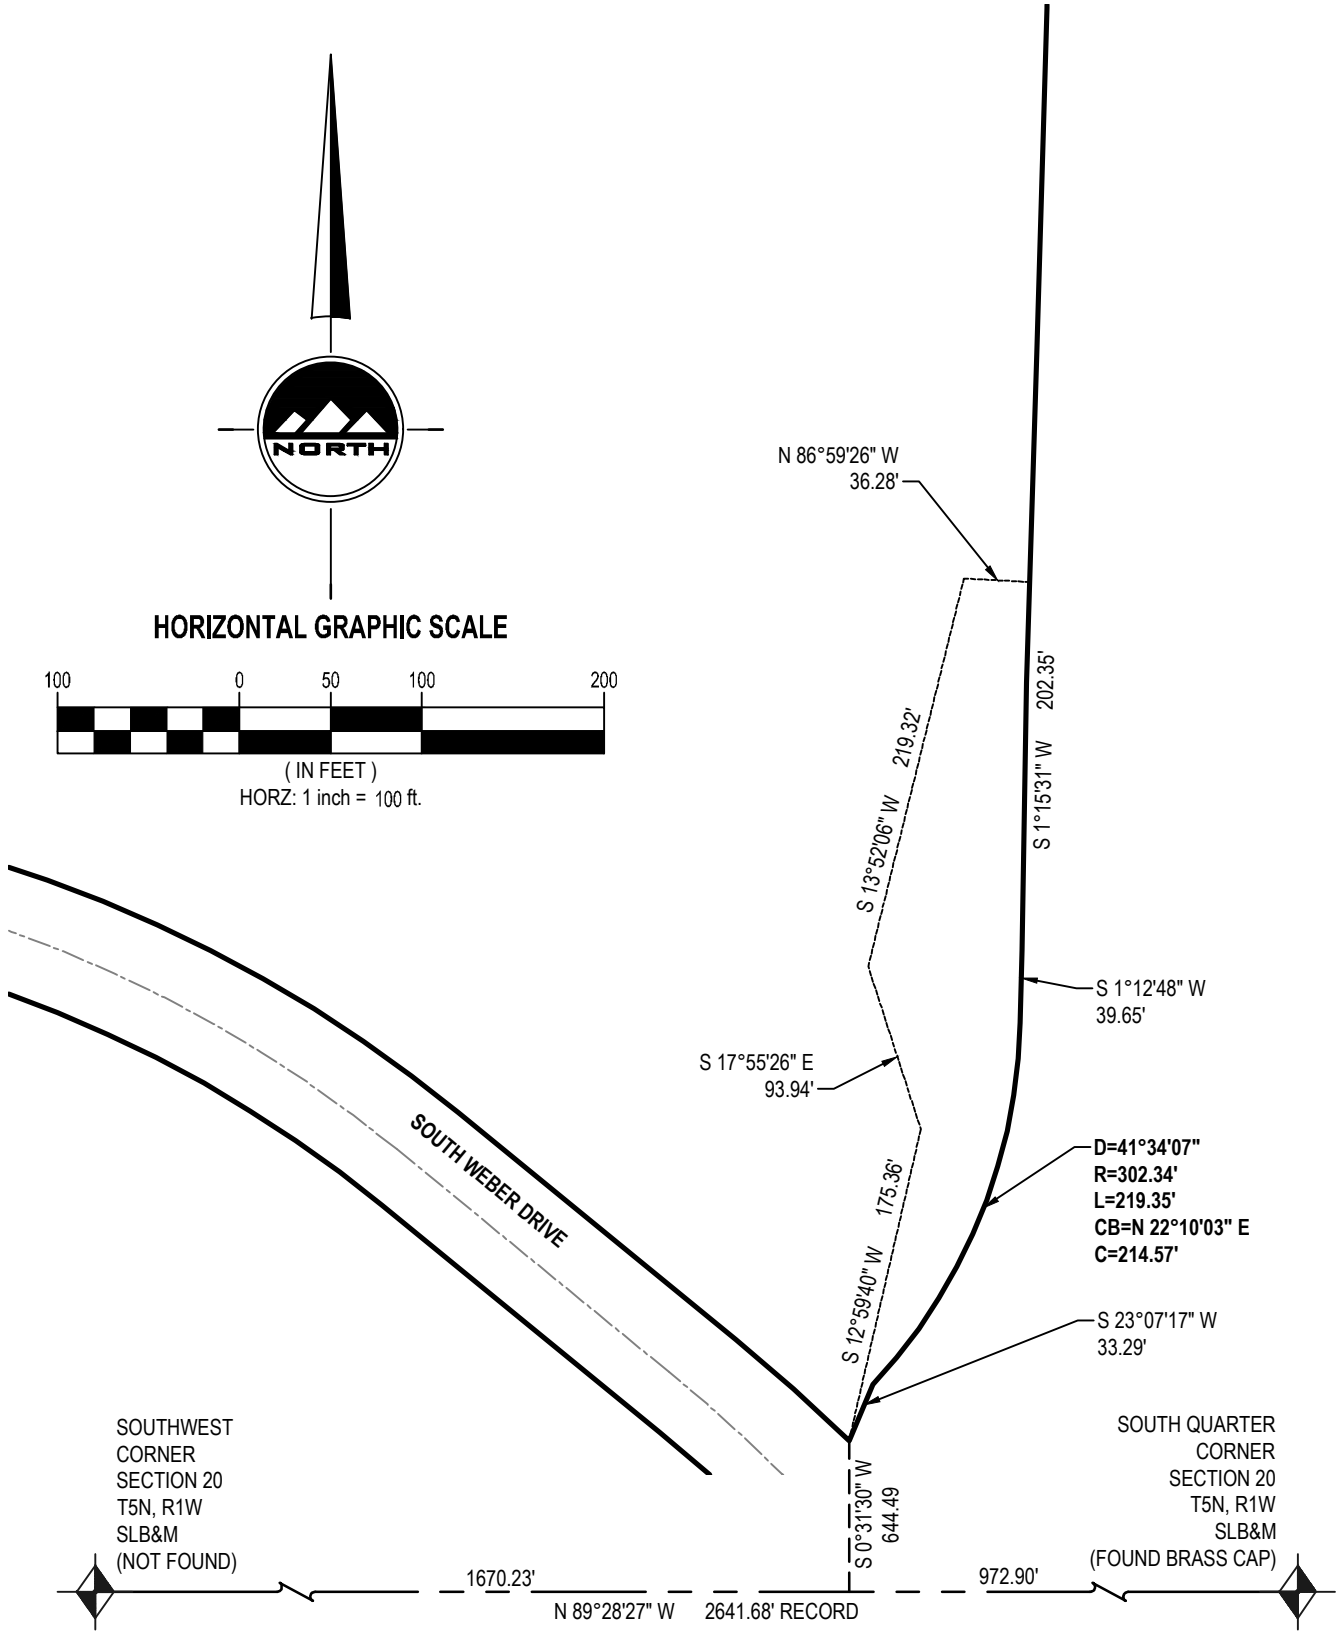 NORTH
HORIZONTAL GRAPHIC SCALE
100 0 50 100 200
( IN FEET )
HORZ: 1 inch = 100 ft.
N 86°59'26" W
36.28'
S 13°52'06" W 219.32'
S 1°15'31" W 202.35'
S 1°12'48" W
39.65'
S 17°55'26" E
93.94'
SOUTH WEBER DRIVE
S 12°59'40" W 175.36'
D=41°34'07"
R=302.34'
L=219.35'
CB=N 22°10'03" E
C=214.57'
S 23°07'17" W
33.29'
SOUTHWEST
CORNER
SECTION 20
T5N, R1W
SLB&M
(NOT FOUND)
S 0°31'30" W
644.49
SOUTH QUARTER
CORNER
SECTION 20
T5N, R1W
SLB&M
(FOUND BRASS CAP)
1670.23'
972.90'
N 89°28'27" W 2641.68' RECORD